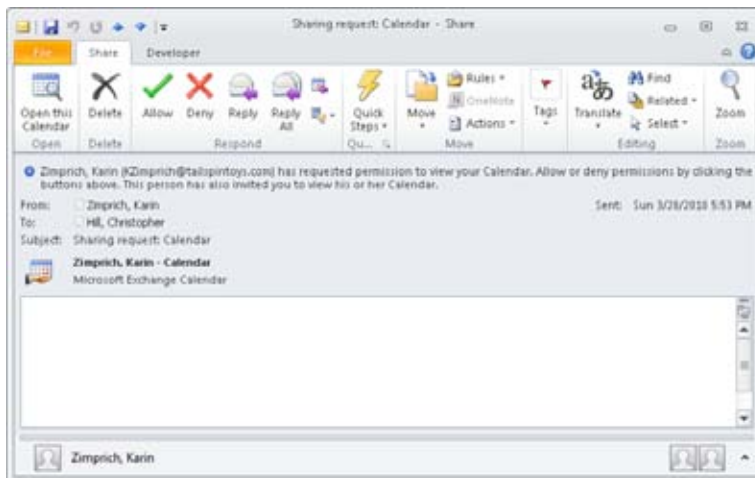 Sharing request: Calendar - Share
File Share Developer
Open this Calendar
Delete
Allow
Deny
Reply
Reply All
Quick Steps
Move
Rules
OneNote
Actions
Tags
Translate
Find
Related
Select
Zoom
Open Delete Respond Qu... Move Editing Zoom
Zimprich, Karin (KZimprich@tailspintoys.com) has requested permission to view your Calendar. Allow or deny permissions by clicking the
buttons above. This person has also invited you to view his or her Calendar.
From: Zimprich, Karin
Sent: Sun 3/28/2010 5:53 PM
To: Hill, Christopher
Subject: Sharing request: Calendar
Zimprich, Karin - Calendar
Microsoft Exchange Calendar
Zimprich, Karin